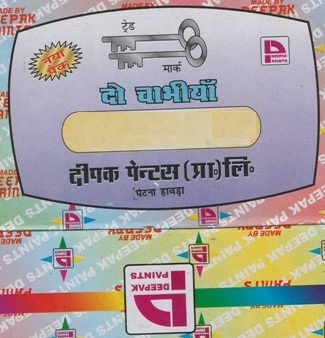 ट्रेड
मार्क
नया
पैक
DEEPAK
PAINTS
दो चाभीयाँ
दीपक पेन्टस (प्रा०) लि०
पटना हावड़ा
MADE BY
DEEPAK PAINTS
DEEPAK
PAINTS